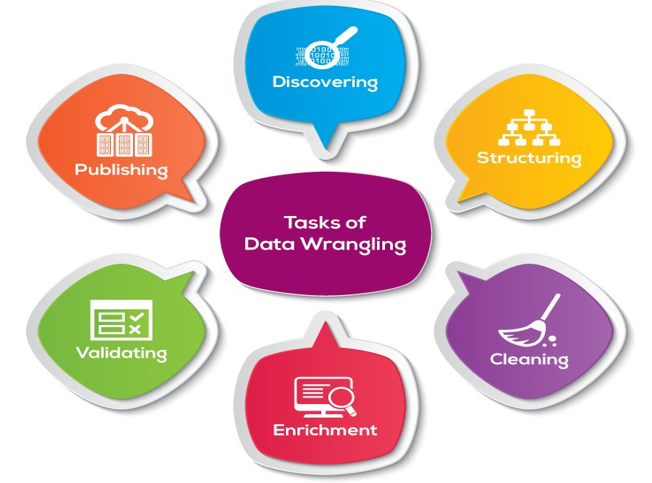 Discovering
Publishing
Structuring
Tasks of
Data Wrangling
Validating
Cleaning
Enrichment